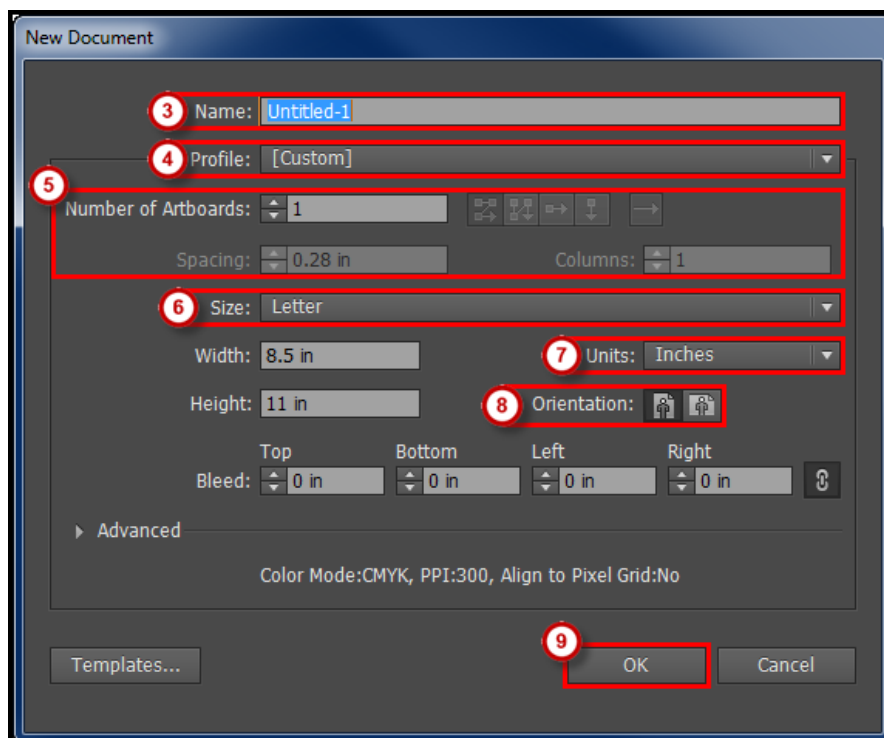 New Document
3 Name: Untitled-1
4 Profile: [Custom]
5
Number of Artboards: 1
Spacing: 0.28 in Columns: 1
6 Size: Letter
Width: 8.5 in 7 Units: Inches
Height: 11 in 8 Orientation:
Top Bottom Left Right
Bleed: 0 in 0 in 0 in 0 in
Advanced
Color Mode:CMYK, PPI:300, Align to Pixel Grid:No
9
Templates... OK Cancel